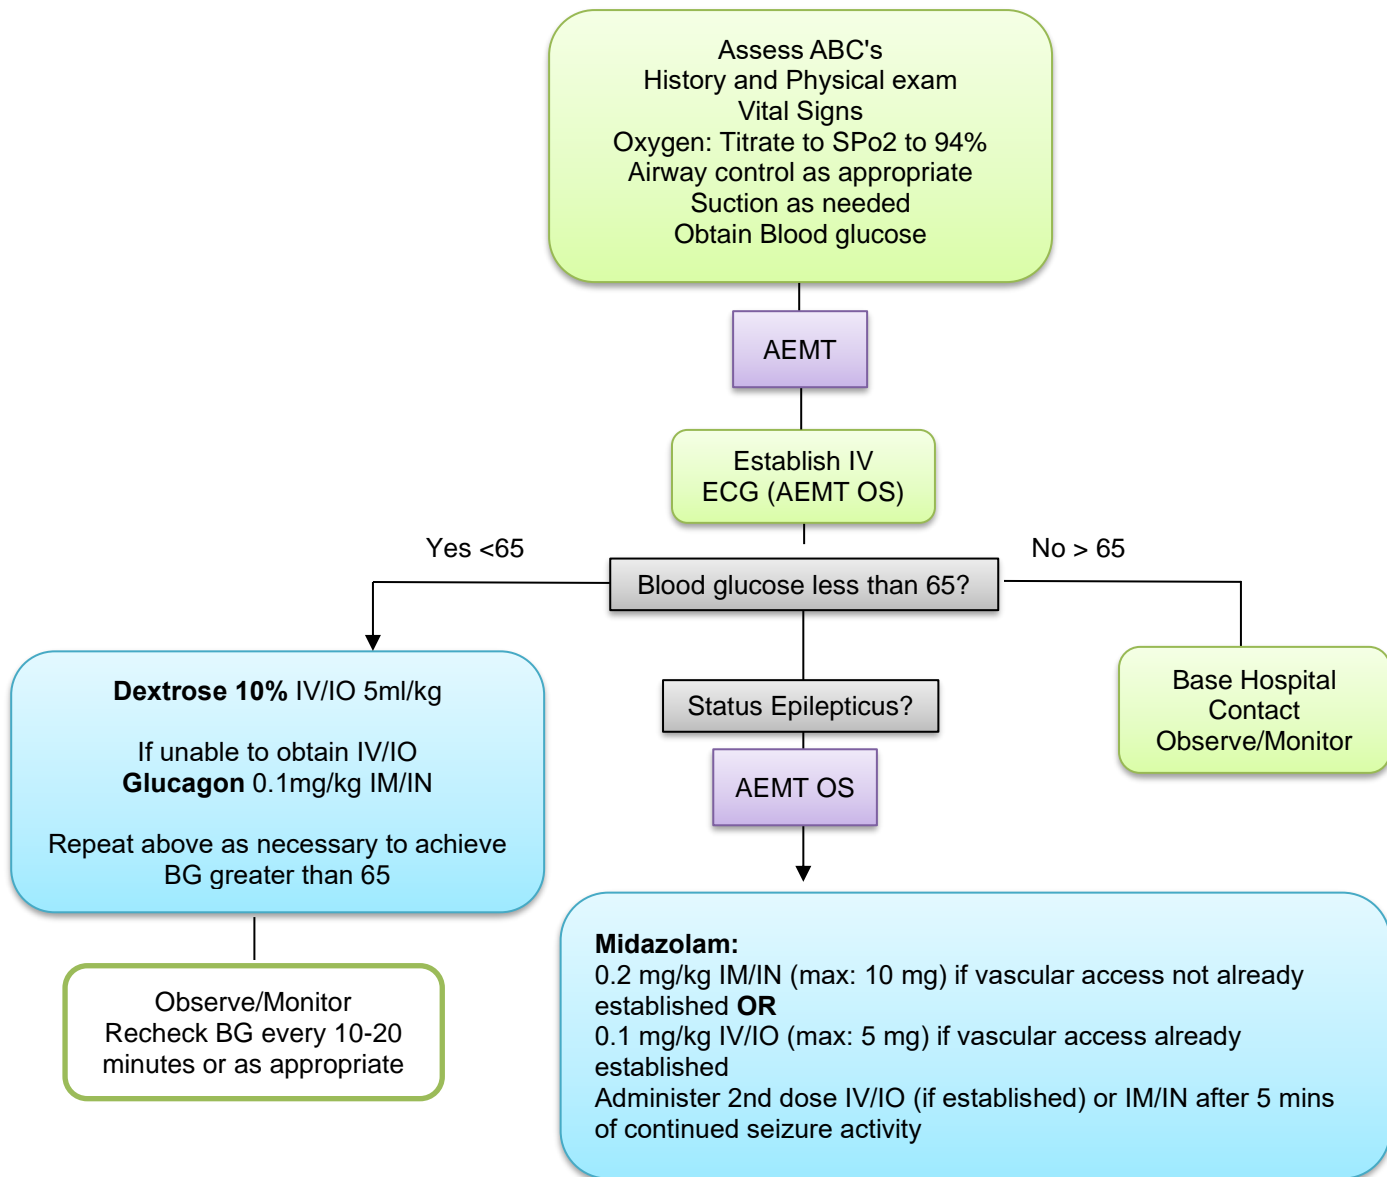 Assess ABC's
History and Physical exam
Vital Signs
Oxygen: Titrate to SPo2 to 94%
Airway control as appropriate
Suction as needed
Obtain Blood glucose
AEMT
Establish IV
ECG (AEMT OS)
Yes <65
No > 65
Blood glucose less than 65?
Dextrose 10% IV/IO 5ml/kg
If unable to obtain IV/IO
Glucagon 0.1mg/kg IM/IN
Repeat above as necessary to achieve
BG greater than 65
Status Epilepticus?
Base Hospital
Contact
Observe/Monitor
AEMT OS
Observe/Monitor
Recheck BG every 10-20
minutes or as appropriate
Midazolam:
0.2 mg/kg IM/IN (max: 10 mg) if vascular access not already
established OR
0.1 mg/kg IV/IO (max: 5 mg) if vascular access already
established
Administer 2nd dose IV/IO (if established) or IM/IN after 5 mins
of continued seizure activity